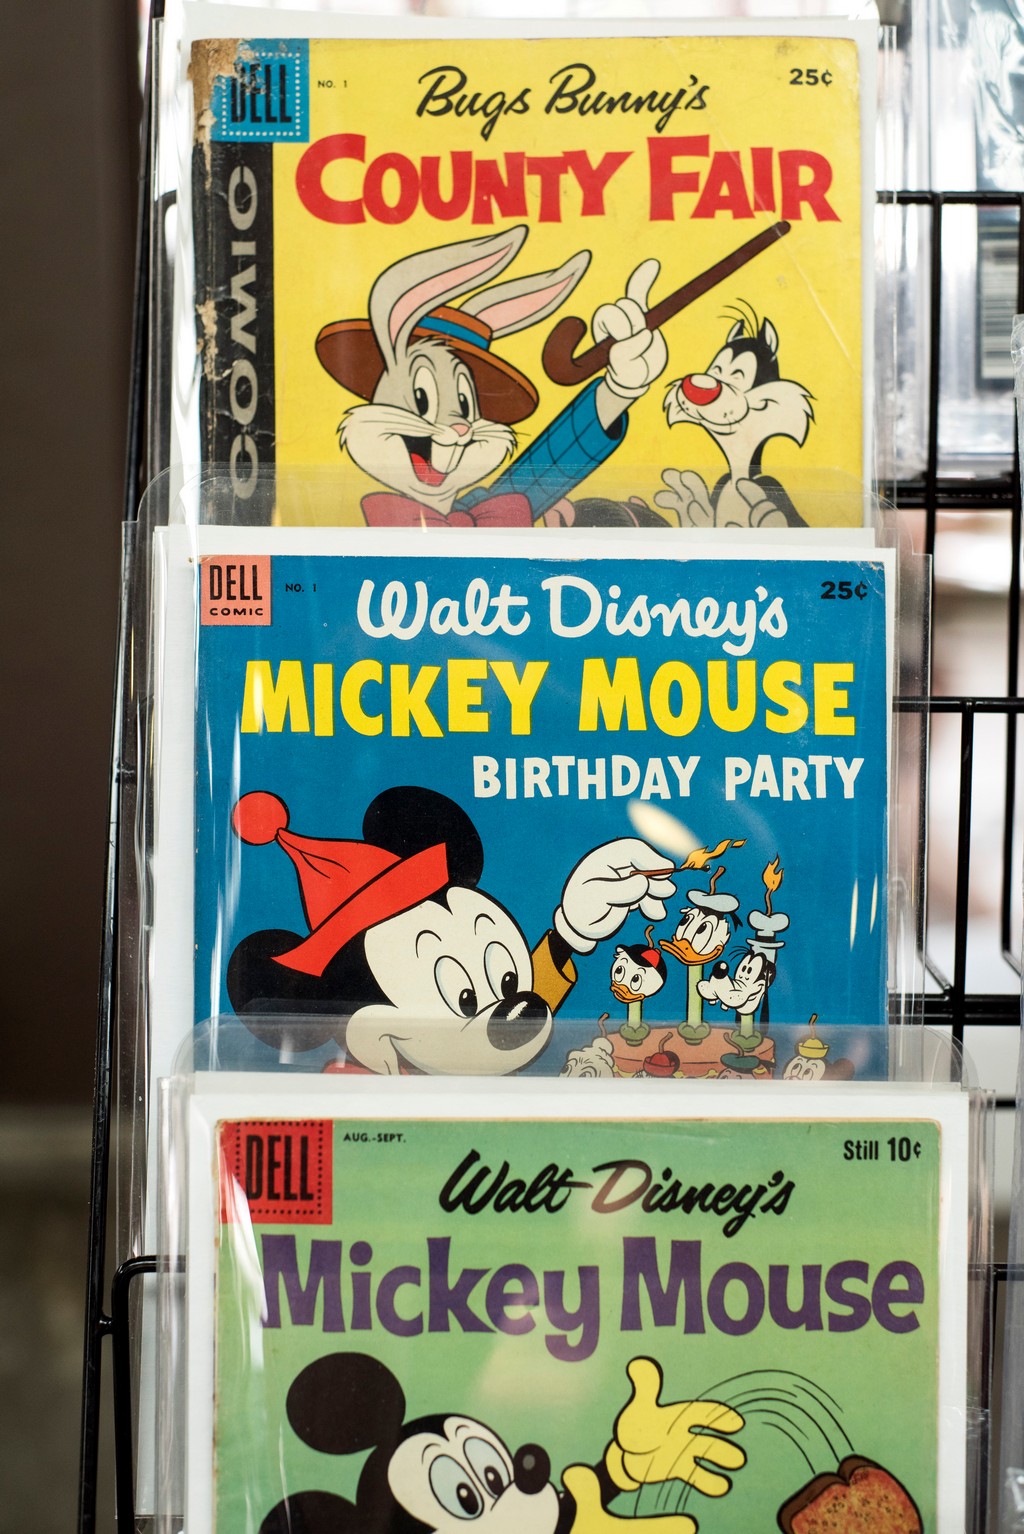 DELL
NO. 1
25¢
Bugs Bunny's
COUNTY FAIR
COMIC
DELL
COMIC
NO. 1
25¢
Walt Disney's
MICKEY MOUSE
BIRTHDAY PARTY
DELL
AUG.-SEPT.
Still 10¢
Walt Disney's
Mickey Mouse